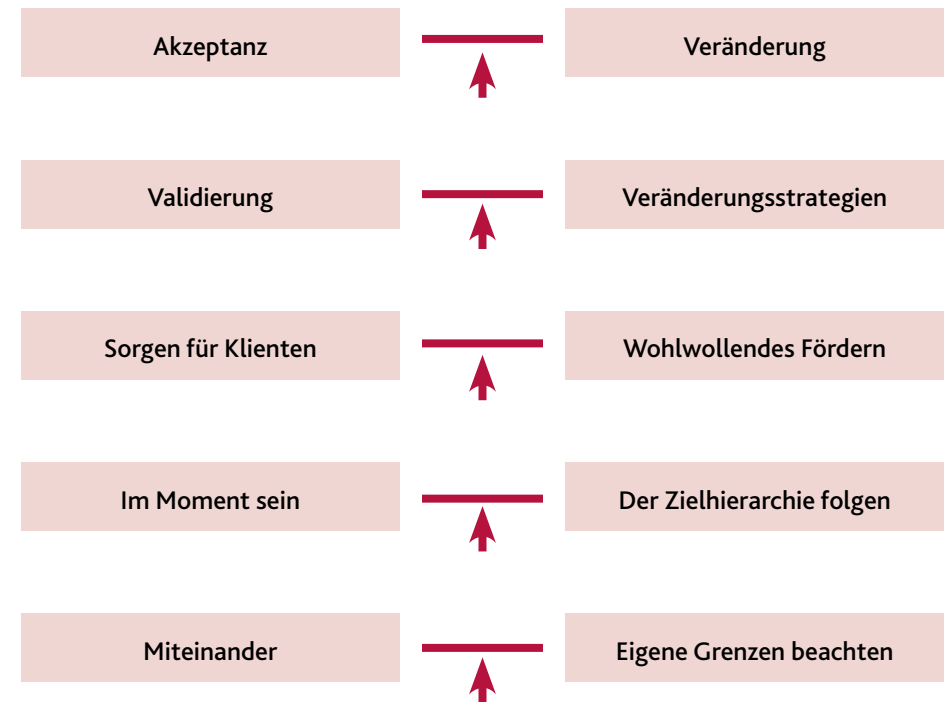 Akzeptanz
Veränderung
Validierung
Veränderungsstrategien
Sorgen für Klienten
Wohlwollendes Fördern
Im Moment sein
Der Zielhierarchie folgen
Miteinander
Eigene Grenzen beachten